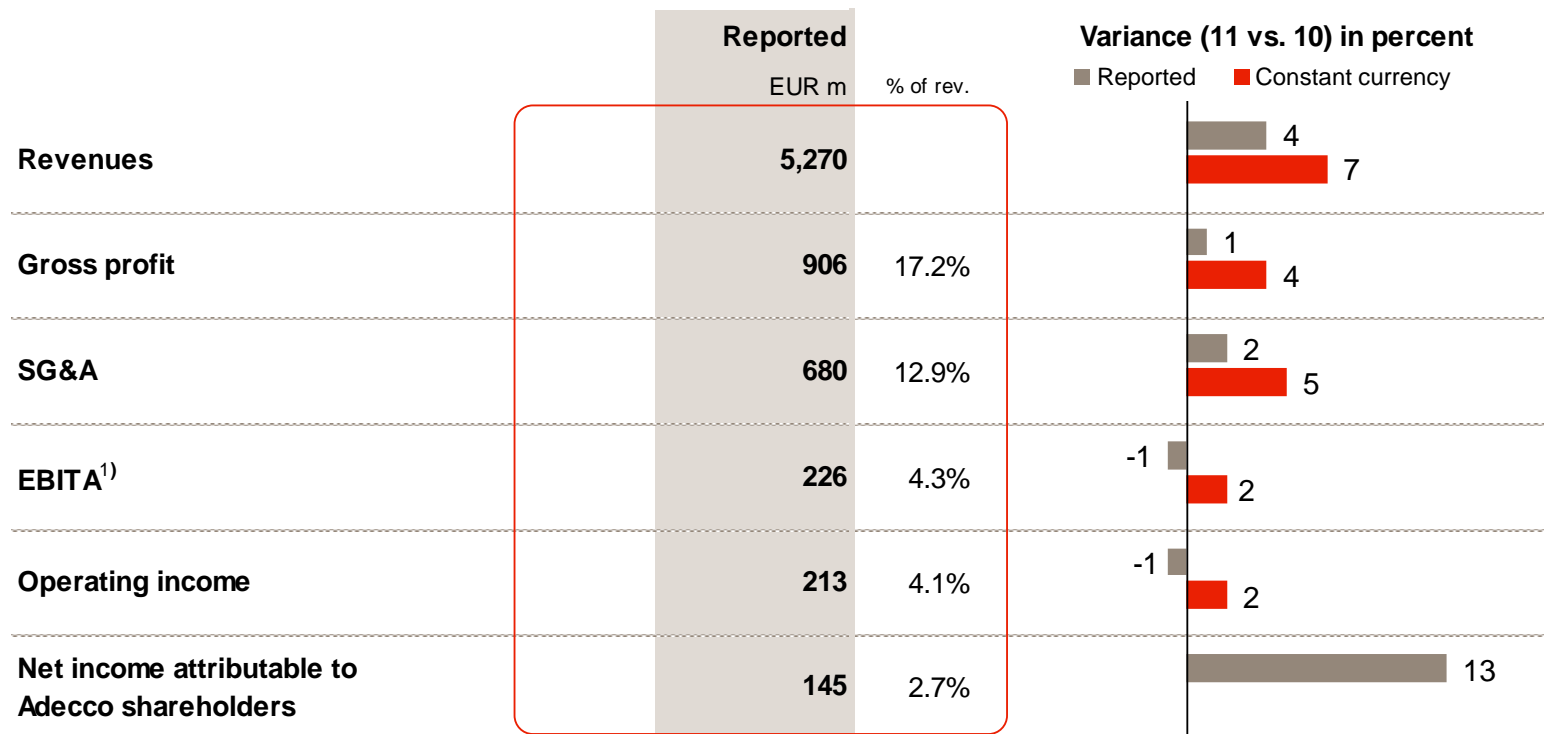 Reported
Variance (11 vs. 10) in percent
EUR m % of rev.
Reported Constant currency
Revenues 5,270
4
7
Gross profit 906 17.2%
1
4
SG&A 680 12.9%
2
5
EBITA1) 226 4.3%
-1
2
Operating income 213 4.1%
-1
2
Net income attributable to
Adecco shareholders
145 2.7%
13